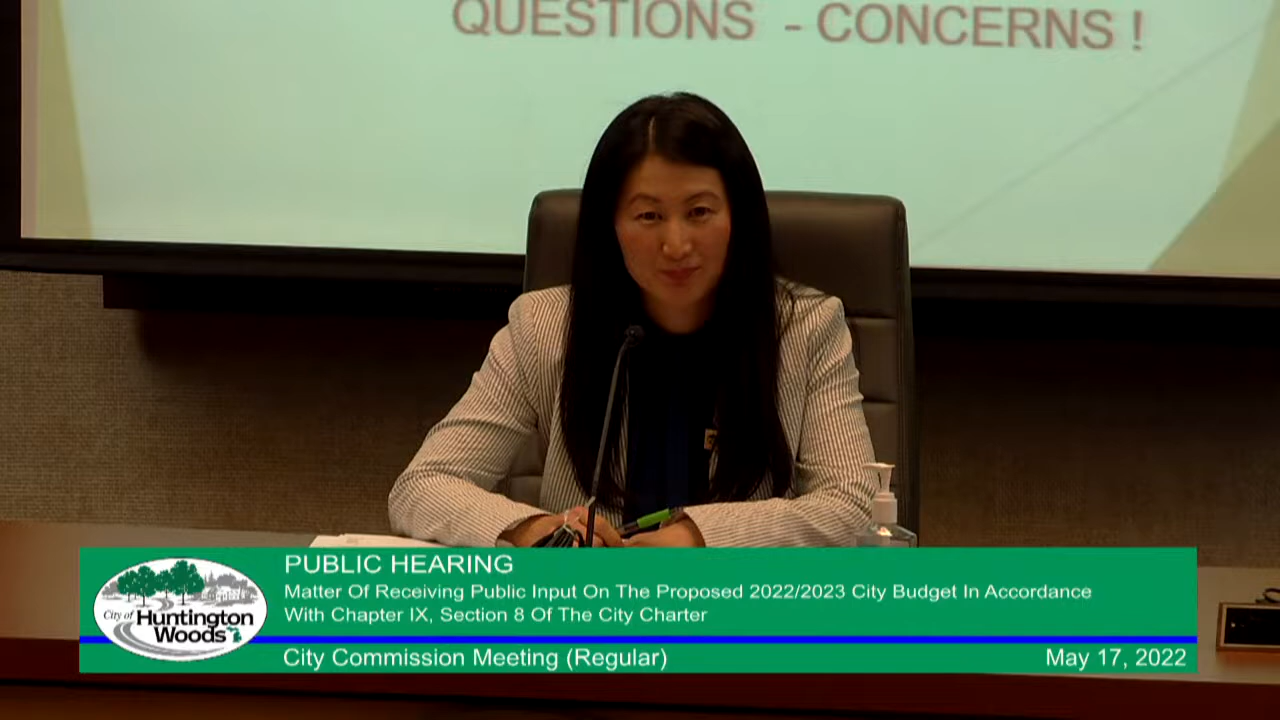 QUESTIONS - CONCERNS !
PUBLIC HEARING
Matter Of Receiving Public Input On The Proposed 2022/2023 City Budget In Accordance
With Chapter IX, Section 8 Of The City Charter
City of
Huntington
Woods
City Commission Meeting (Regular)
May 17, 2022